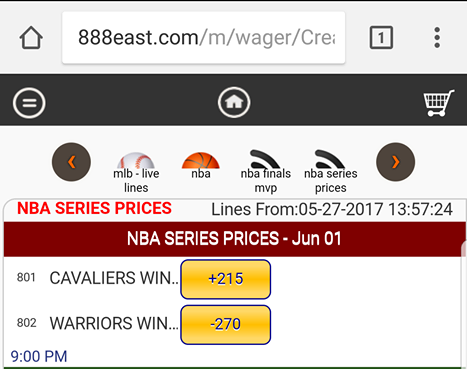 888east.com/m/wager/Crea
1
mlb - live
lines
nba
nba finals
mvp
nba series
prices
NBA SERIES PRICES Lines From:05-27-2017 13:57:24
NBA SERIES PRICES - Jun 01
801 CAVALIERS WIN... +215
802 WARRIORS WIN... -270
9:00 PM